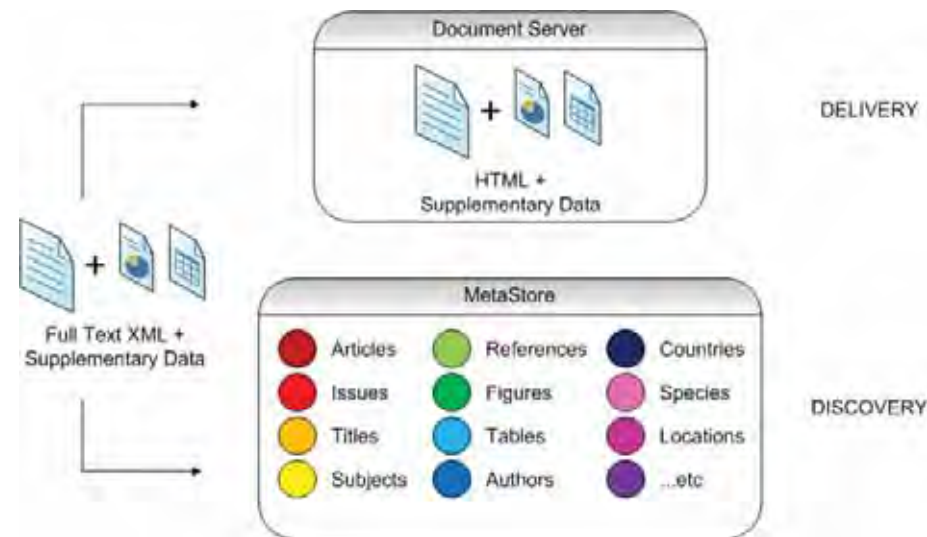 Document Server
+
HTML +
Supplementary Data
DELIVERY
+
Full Text XML +
Supplementary Data
MetaStore
Articles
References
Countries
Issues
Figures
Species
Titles
Tables
Locations
Subjects
Authors
...etc
DISCOVERY